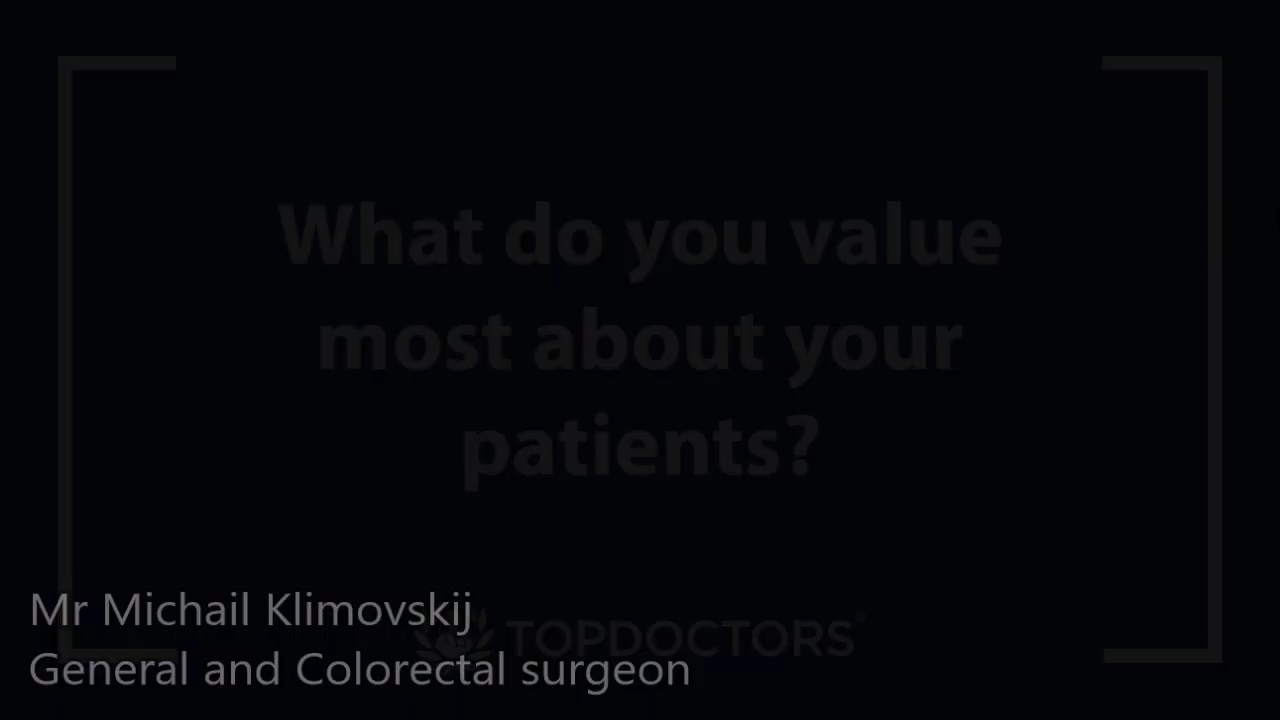 What do you value
most about your
patients?
TOPDOCTORS®
Mr Michail Klimovskij
General and Colorectal surgeon